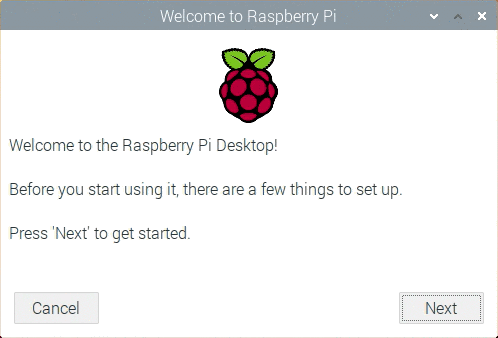 Welcome to Raspberry Pi
Welcome to the Raspberry Pi Desktop!
Before you start using it, there are a few things to set up.
Press 'Next' to get started.
Cancel
Next